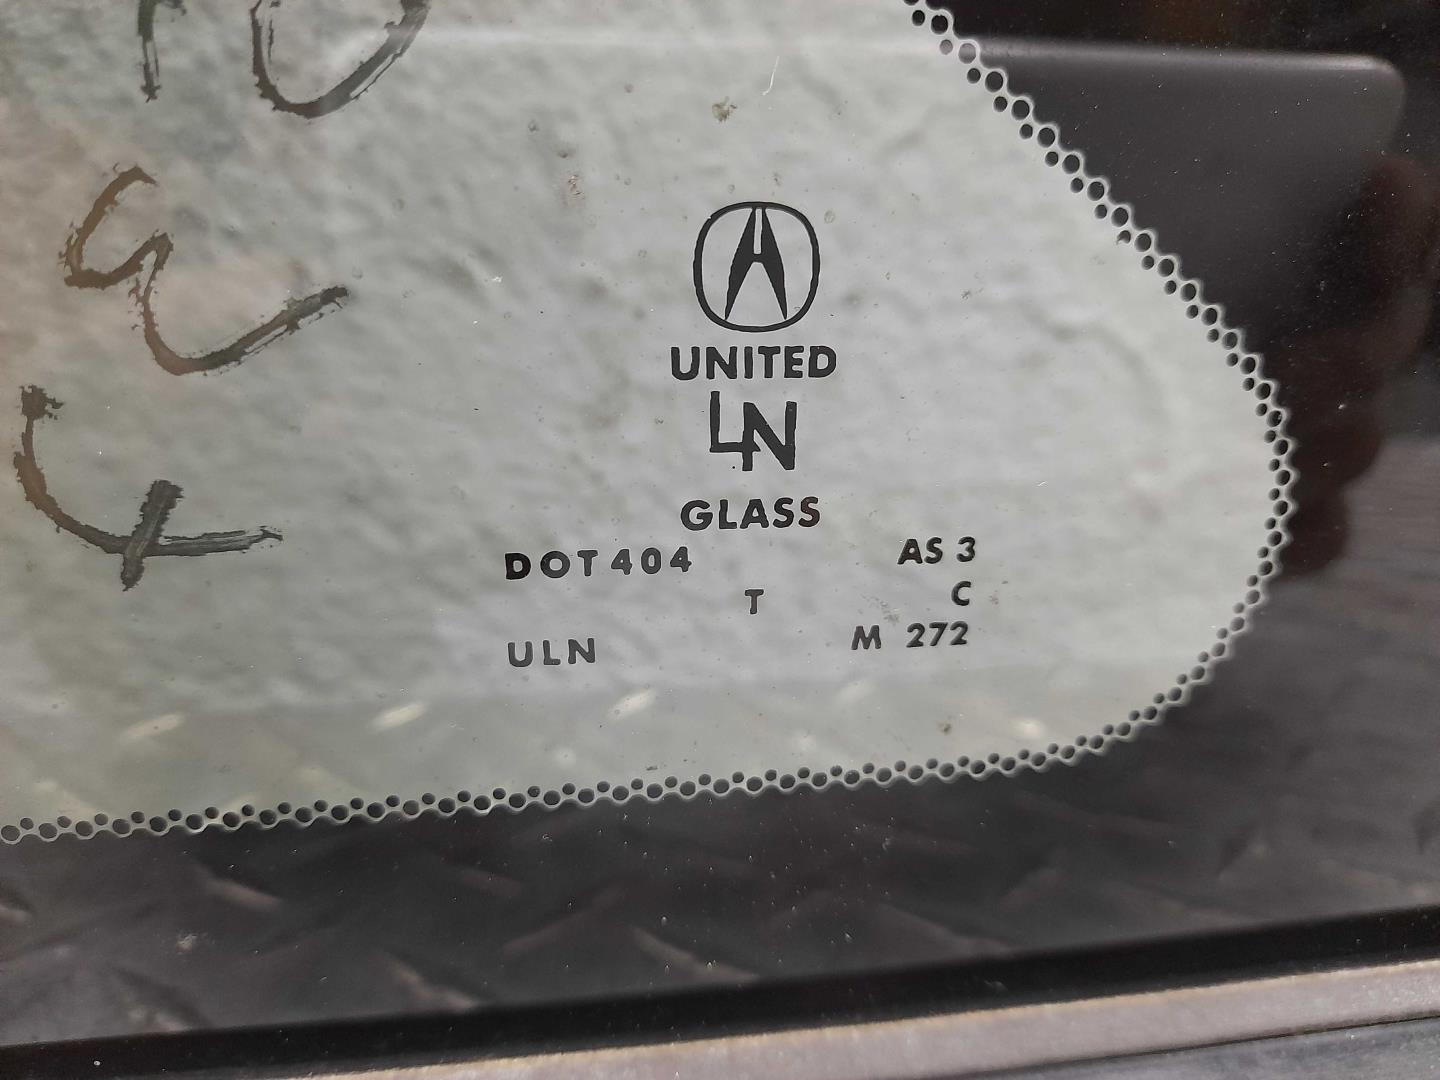 UNITED
LN
GLASS
DOT 404 AS 3
T C
ULN M 272